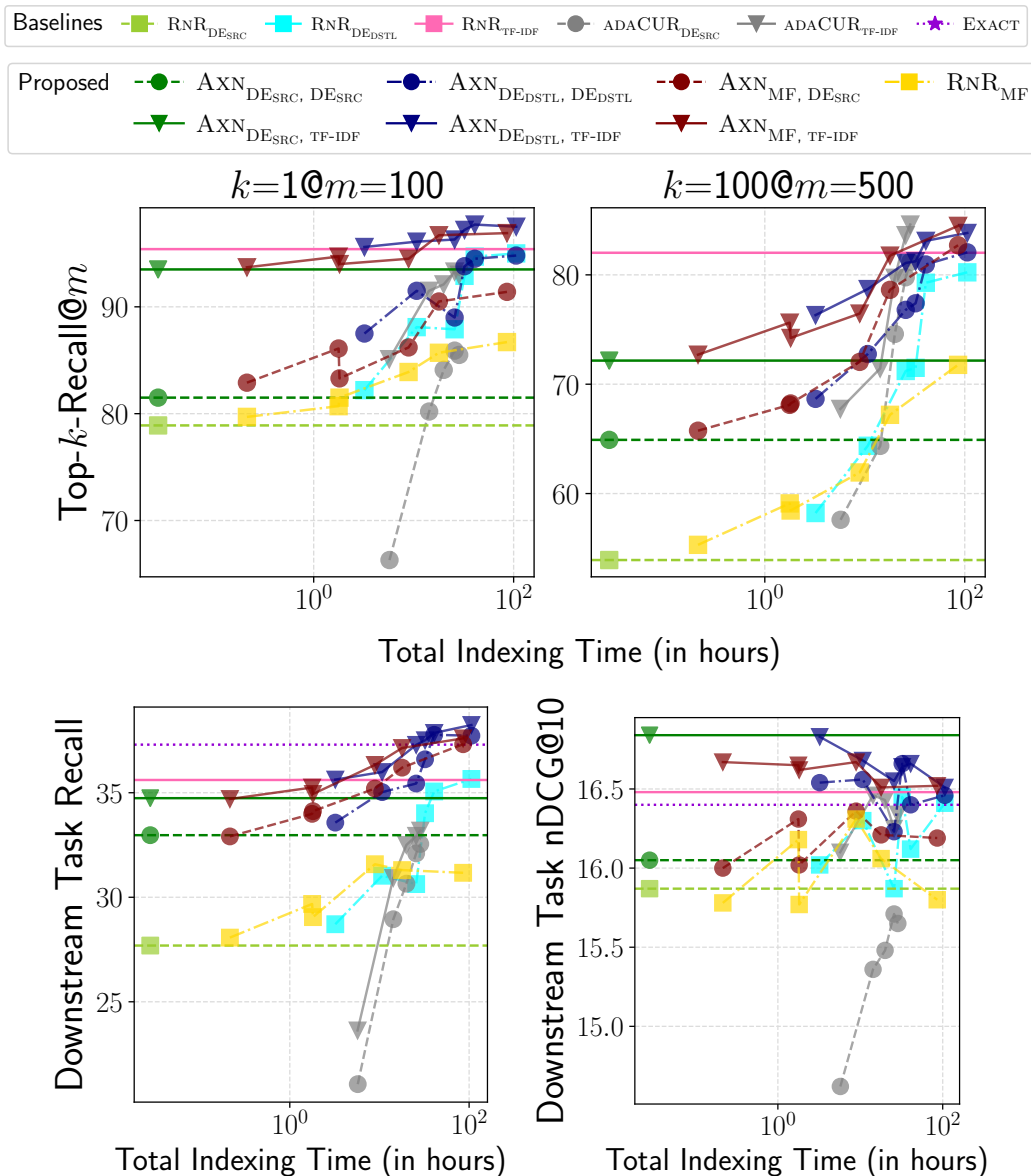 Baselines RNR_DE_SRC RNR_DE_DSTL RNR_TF-IDF ADACUR_DE_SRC ADACUR_TF-IDF EXACT
Proposed AXN_DE_SRC, DE_SRC AXN_DE_DSTL, DE_DSTL AXN_MF, DE_SRC RNR_MF
AXN_DE_SRC, TF-IDF AXN_DE_DSTL, TF-IDF AXN_MF, TF-IDF
k=1@m=100 k=100@m=500
Top-k-Recall@m
90
80
70
10^0 10^2
80
70
60
10^0 10^2
Total Indexing Time (in hours)
Downstream Task Recall
35
30
25
10^0 10^2
Total Indexing Time (in hours)
Downstream Task nDCG@10
16.5
16.0
15.5
15.0
10^0 10^2
Total Indexing Time (in hours)